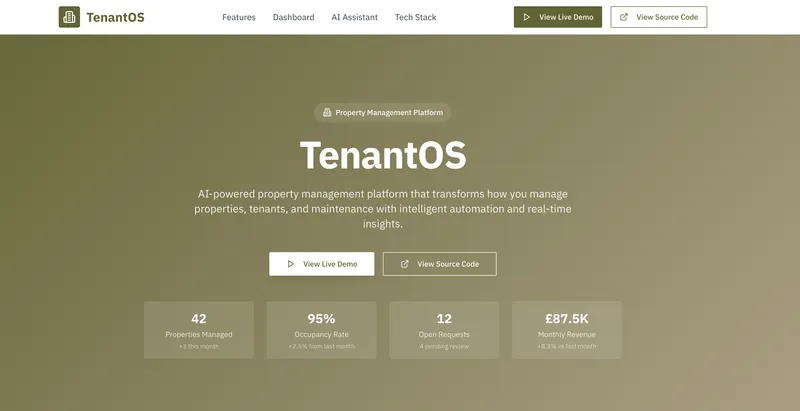 TenantOS
Features
Dashboard
AI Assistant
Tech Stack
View Live Demo
View Source Code
Property Management Platform
TenantOS
AI-powered property management platform that transforms how you manage
properties, tenants, and maintenance with intelligent automation and real-time
insights.
View Live Demo
View Source Code
42
Properties Managed
+3 this month
95%
Occupancy Rate
+2.5% from last month
12
Open Requests
4 pending review
£87.5K
Monthly Revenue
+8.3% vs last month